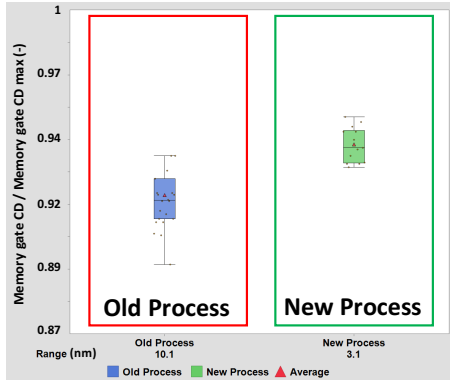 Memory gate CD / Memory gate CD max (-)
1
0.97
0.94
0.92
0.89
0.87
Old Process
New Process
Old Process
New Process
Range (nm)
10.1
3.1
Old Process
New Process
Average